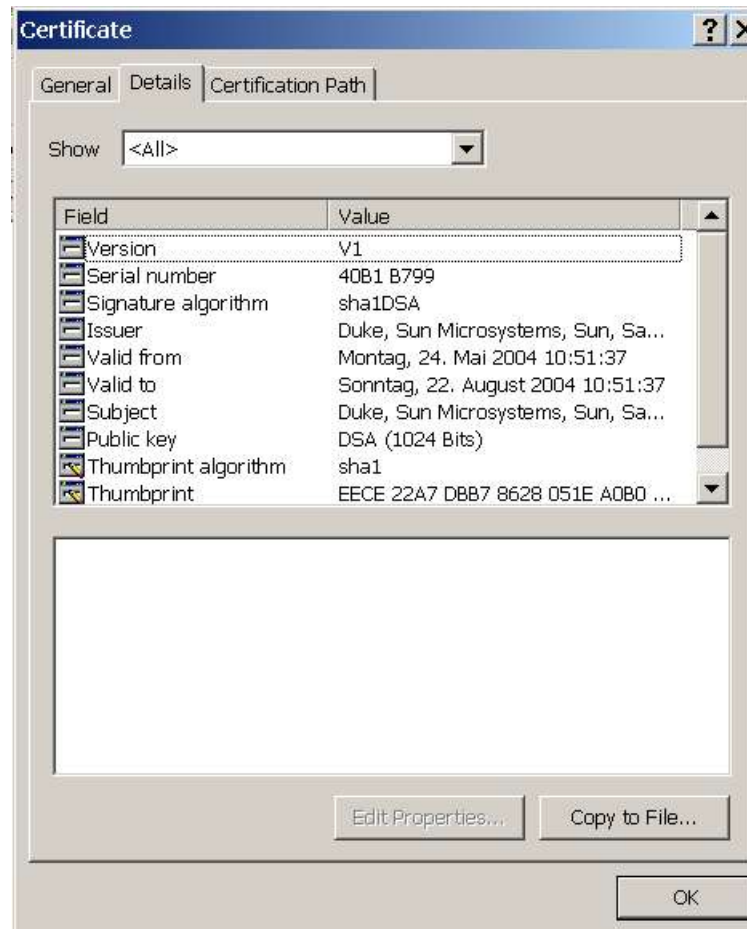 Certificate
General Details Certification Path
Show <All>
Field Value
Version V1
Serial number 40B1 B799
Signature algorithm sha1DSA
Issuer Duke, Sun Microsystems, Sun, Sa...
Valid from Montag, 24. Mai 2004 10:51:37
Valid to Sonntag, 22. August 2004 10:51:37
Subject Duke, Sun Microsystems, Sun, Sa...
Public key DSA (1024 Bits)
Thumbprint algorithm sha1
Thumbprint EECE 22A7 DBB7 8628 051E A0B0 ...
Edit Properties... Copy to File...
OK